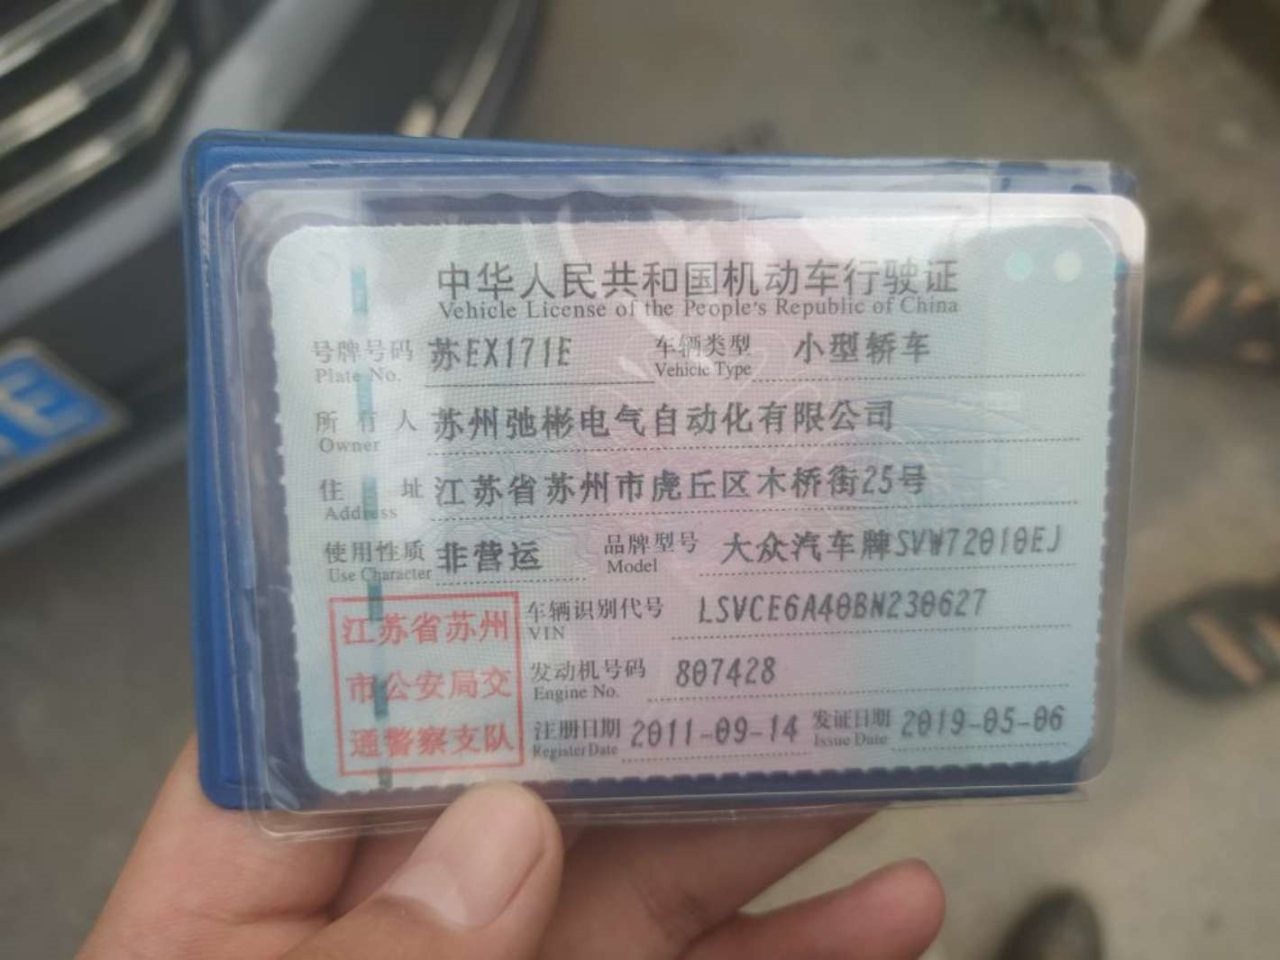 中华人民共和国机动车行驶证
Vehicle License of the People's Republic of China
号牌号码 苏EX171E 车辆类型 小型轿车
Plate No. Vehicle Type
所有人 苏州弛彬电气自动化有限公司
Owner
住址 江苏省苏州市虎丘区木桥街25号
Address
使用性质 非营运 品牌型号 大众汽车牌SVW72010EJ
Use Character Model
车辆识别代号 LSVCE6A40BN230627
VIN
发动机号码 807428
Engine No.
注册日期 2011-09-14 发证日期 2019-05-06
Register Date Issue Date
江苏省苏州
市公安局交
通警察支队